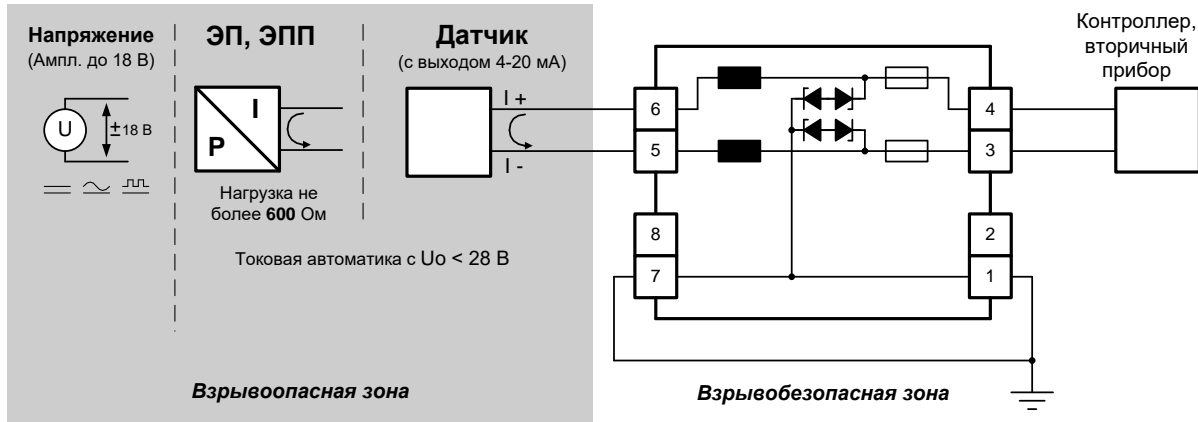 Напряжение
(Ампл. до 18 В)
U
±18 В
ЭП, ЭПП
I
P
Нагрузка не
более 600 Ом
Датчик
(с выходом 4-20 мА)
I +
I -
Токовая автоматика с Uo < 28 В
Взрывоопасная зона
6
5
8
7
4
3
2
1
Контроллер,
вторичный
прибор
Взрывобезопасная зона